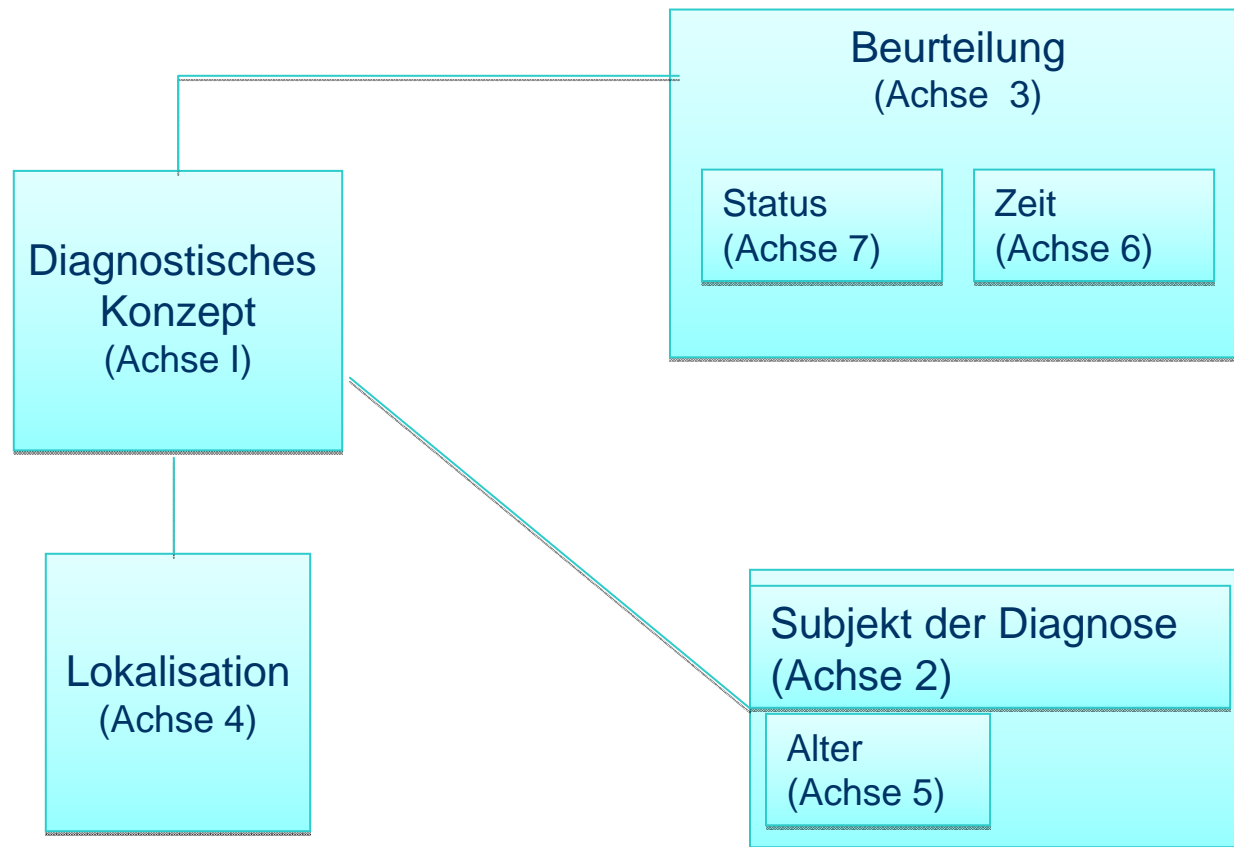 Beurteilung
(Achse 3)
Status
(Achse 7)
Zeit
(Achse 6)
Diagnostisches
Konzept
(Achse I)
Lokalisation
(Achse 4)
Subjekt der Diagnose
(Achse 2)
Alter
(Achse 5)